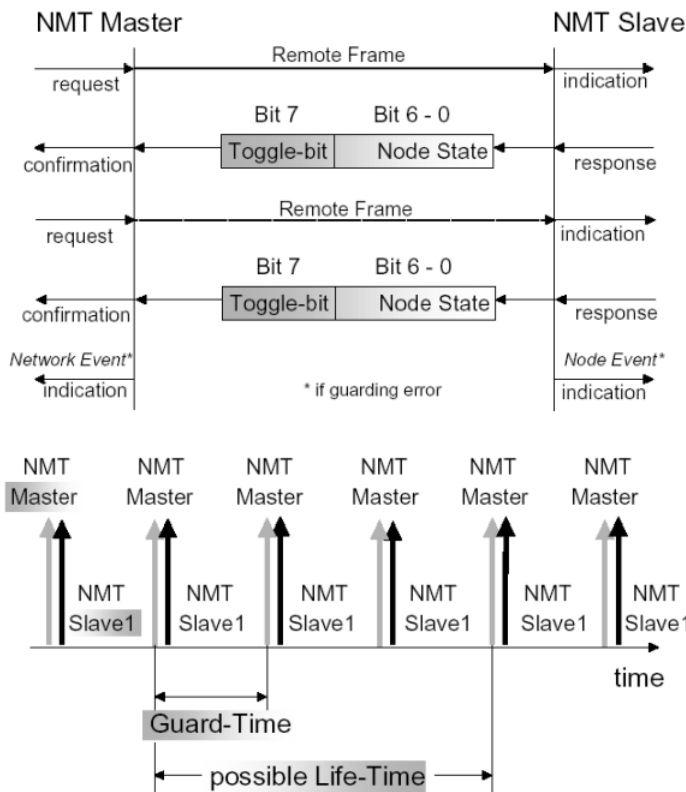 NMT Master NMT Slave
Remote Frame
request indication
Bit 7 Bit 6 - 0
Toggle-bit Node State
confirmation response
Remote Frame
request indication
Bit 7 Bit 6 - 0
Toggle-bit Node State
confirmation response
Network Event* Node Event*
indication * if guarding error indication
NMT NMT NMT NMT NMT NMT
Master Master Master Master Master Master
NMT NMT NMT NMT NMT NMT
Slave1 Slave1 Slave1 Slave1 Slave1 Slave1
time
Guard-Time
possible Life-Time